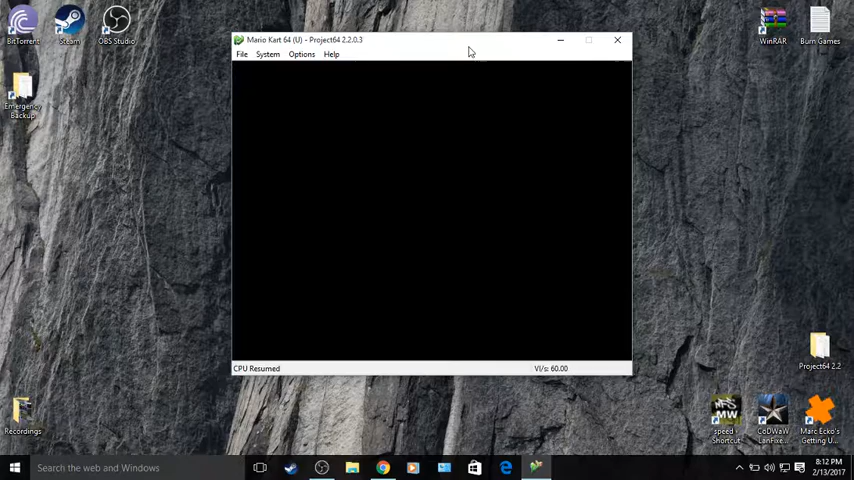 BitTorrent
Steam
OBS Studio
Emergency
Backup
Recordings
Mario Kart 64 (U) - Project64 2.2.0.3
File System Options Help
CPU Resumed
VI/s: 60.00
WinRAR
Burn Games
Project64 2.2
speed -
Shortcut
CoDWaW
LanFixe...
Marc Ecko's
Getting U...
Search the web and Windows
8:12 PM
2/13/2017